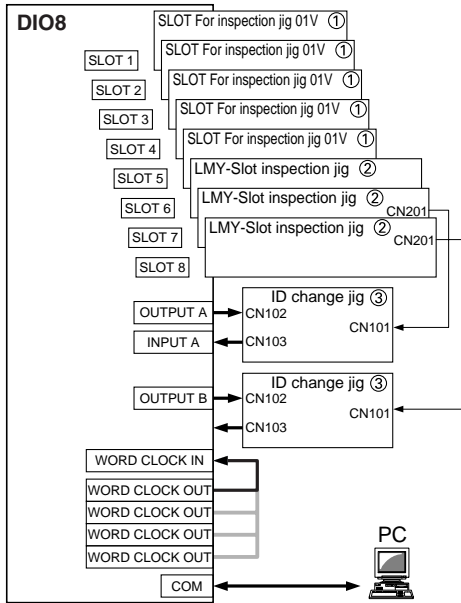 DIO8
SLOT For inspection jig 01V ①
SLOT For inspection jig 01V ①
SLOT 1
SLOT For inspection jig 01V ①
SLOT 2
SLOT For inspection jig 01V ①
SLOT 3
SLOT For inspection jig 01V ①
SLOT 4
LMY-Slot inspection jig ②
SLOT 5
LMY-Slot inspection jig ②
CN201
SLOT 6
LMY-Slot inspection jig ②
CN201
SLOT 7
SLOT 8
ID change jig ③
OUTPUT A
CN102
CN101
INPUT A
CN103
ID change jig ③
OUTPUT B
CN102
CN101
CN103
WORD CLOCK IN
WORD CLOCK OUT
WORD CLOCK OUT
WORD CLOCK OUT
WORD CLOCK OUT
PC
COM